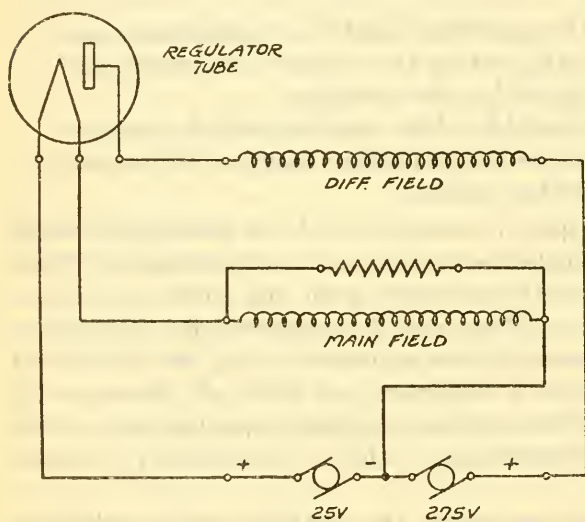 REGULATOR
TUBE
DIFF. FIELD
MAIN FIELD
+ - +
25V 275V